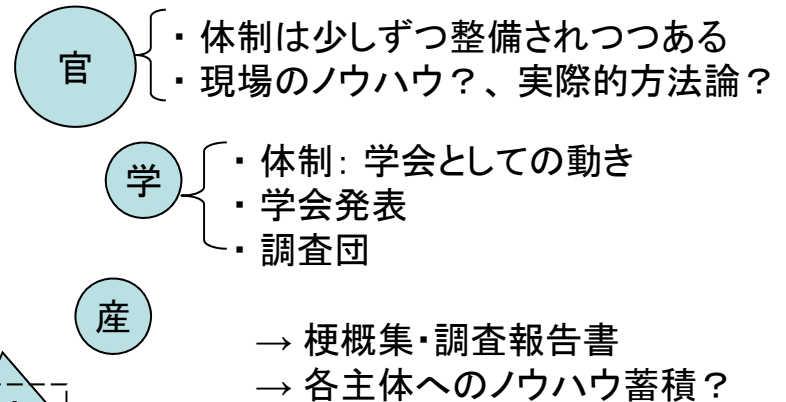 官
・ 体制は少しずつ整備されつつある
・ 現場のノウハウ？、実際的方法論？
学
・ 体制： 学会としての動き
・ 学会発表
・ 調査団
産
→ 梗概集・調査報告書
→ 各主体へのノウハウ蓄積？